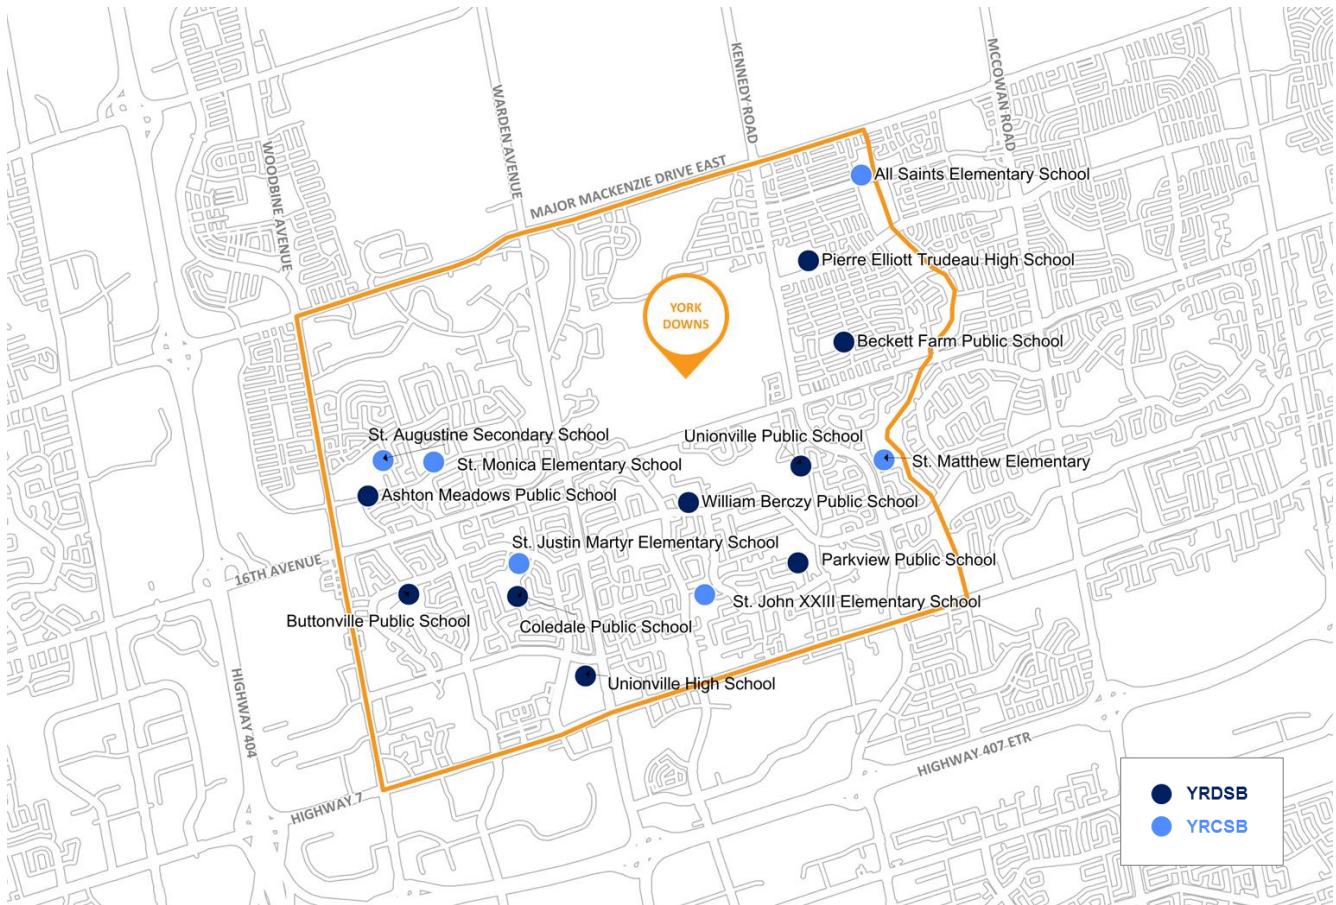 KENNEDY ROAD
MCCOWAN ROAD
WARDEN AVENUE
WOODBINE AVENUE
MAJOR MACKENZIE DRIVE EAST
All Saints Elementary School
Pierre Elliott Trudeau High School
YORK
DOWNS
Beckett Farm Public School
St. Augustine Secondary School
Unionville Public School
St. Monica Elementary School
St. Matthew Elementary
Ashton Meadows Public School
William Berczy Public School
St. Justin Martyr Elementary School
Parkview Public School
16TH AVENUE
St. John XXIII Elementary School
Buttonville Public School
Coledale Public School
Unionville High School
HIGHWAY 404
HIGHWAY 407 ETR
HIGHWAY 7
YRDSB
YRCSB